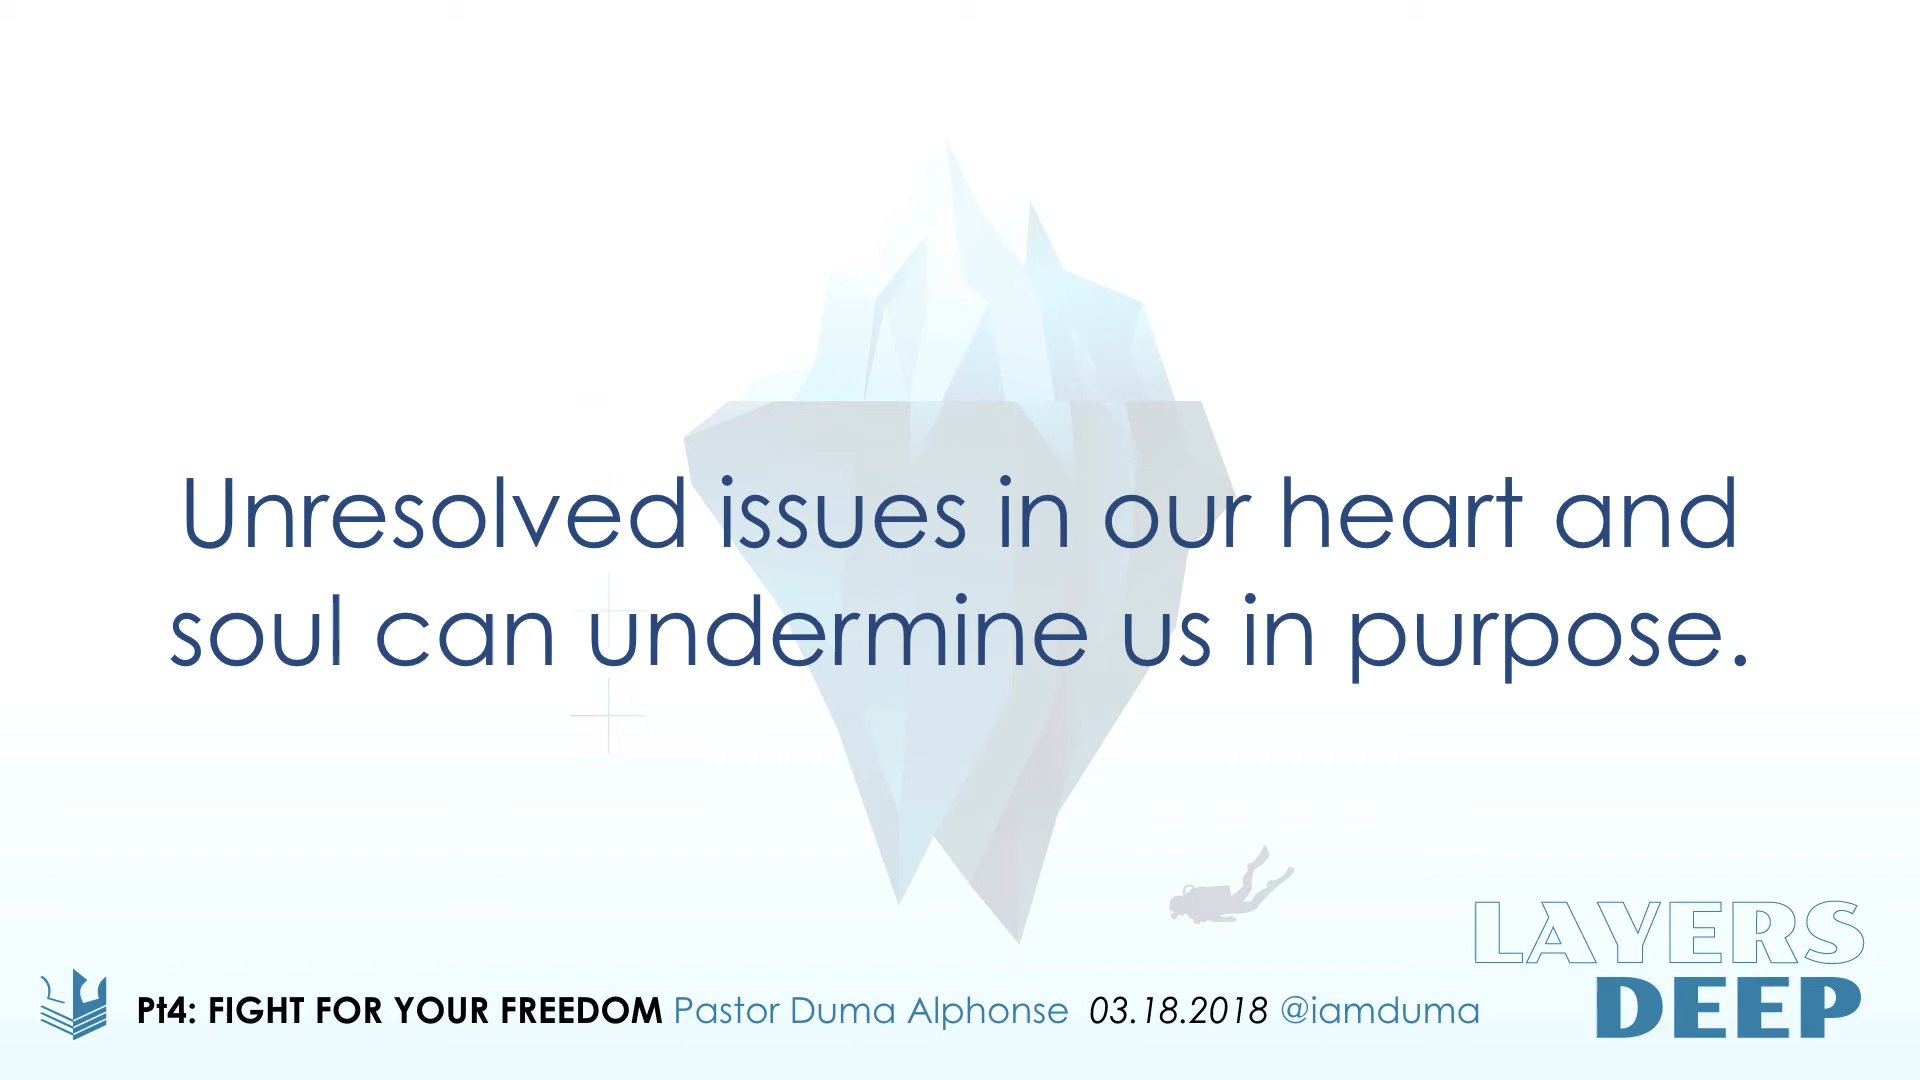 Unresolved issues in our heart and
soul can undermine us in purpose.
LAYERS
DEEP
Pt4: FIGHT FOR YOUR FREEDOM Pastor Duma Alphonse 03.18.2018 @iamduma